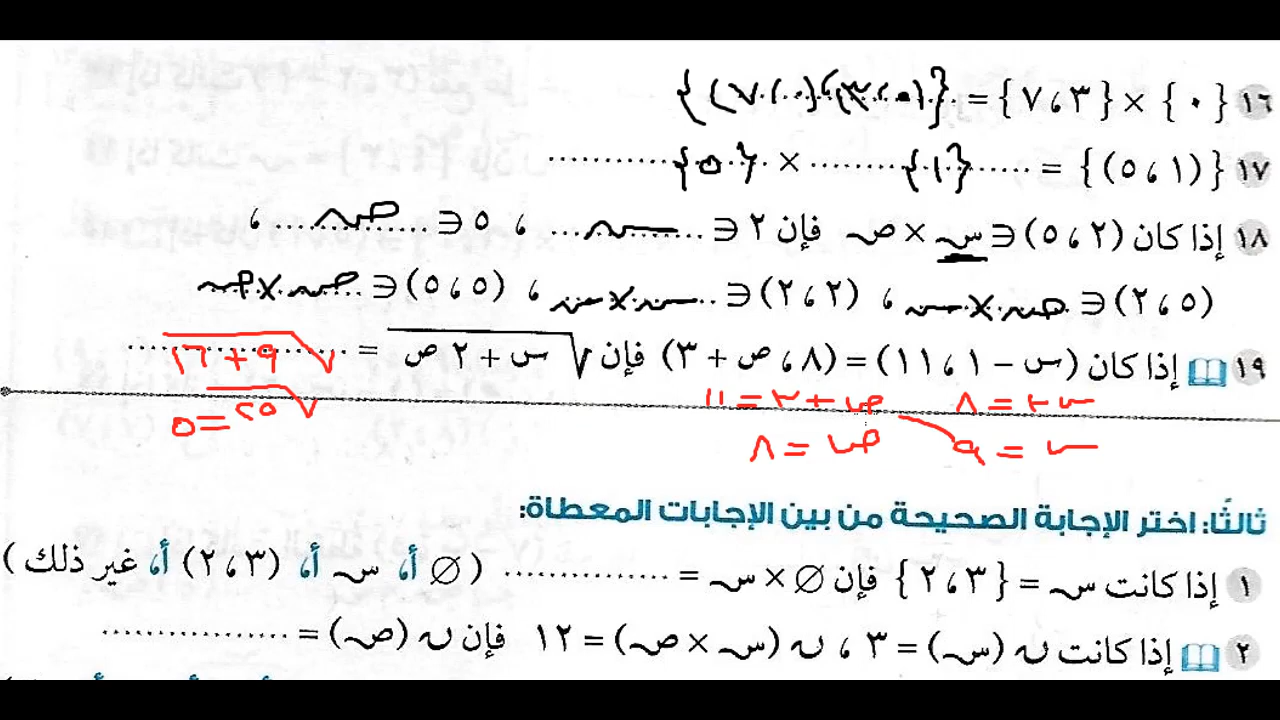 ١٦ {٠} × {٣، ٧} = {(٠، ٣)، (٠، ٧)}
١٧ {(١، ٥)} = {١} × {٥}
١٨ إذا كان (٢، ٥) ∈ س × ص فإن ٢ ∈ س ، ٥ ∈ ص ،
(٥، ٢) ∈ ص × س ، (٢، ٢) ∈ س × س ، (٥، ٥) ∈ ص × ص
١٩ إذا كان (س – ١، ١١) = (٨، ص + ٣) فإن √(س + ٢ ص) = √(٩ + ١٦)
√٢٥ = ٥
ص + ٣ = ١١
ص = ٨
س = ٩
ثالثًا: اختر الإجابة الصحيحة من بين الإجابات المعطاة:
١ إذا كانت س = {٣، ٢} فإن ∅ × س = .................. (∅ أ، س أ، (٣، ٢) أ، غير ذلك)
٢ إذا كانت ن (س) = ٣ ، ن (س × ص) = ١٢ فإن ن (ص) = ..................